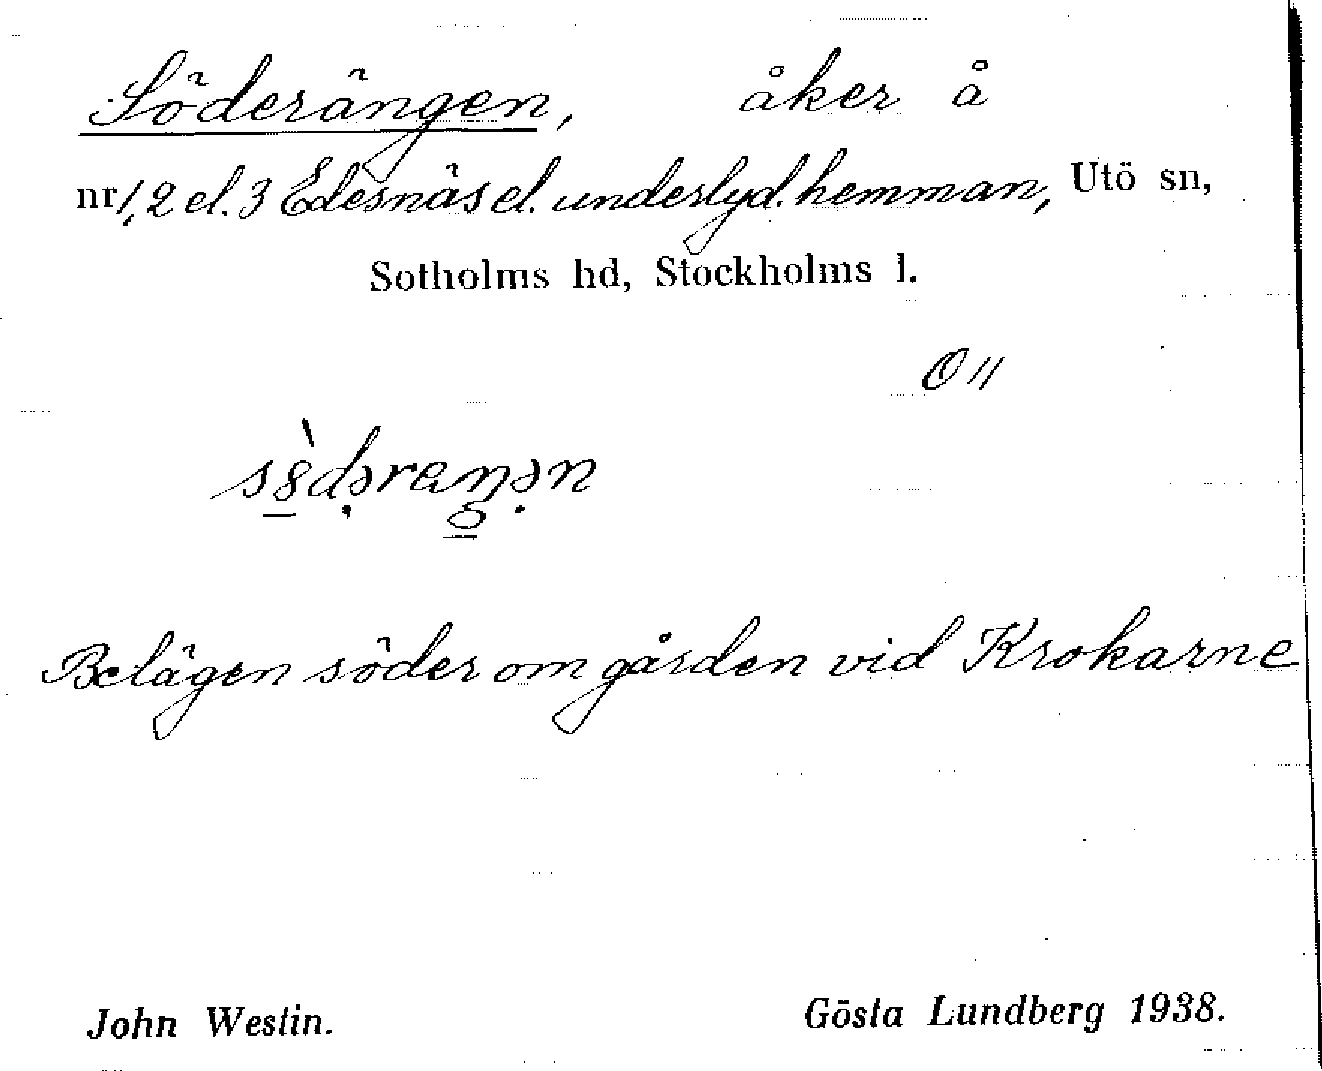 Söderängen, åker å
nr 1, 2 el. 3 Edesnäs el. underlyd. hemman, Utö sn,
Sotholms hd, Stockholms l.
Belägen söder om gården vid Krokarne
John Westin. Gösta Lundberg 1938.